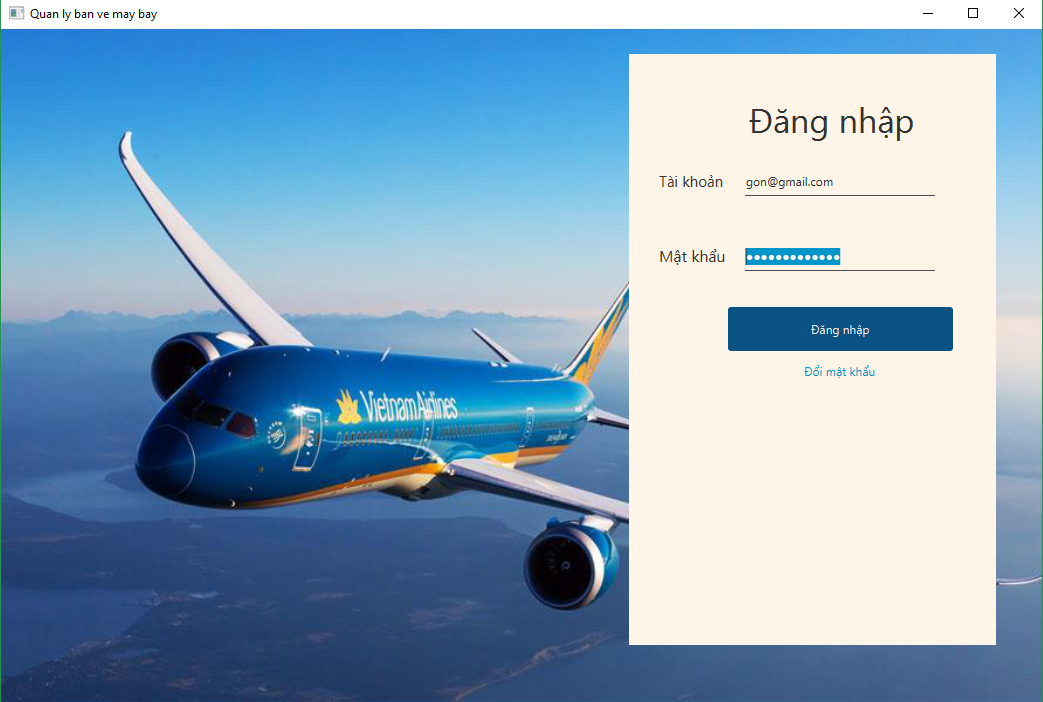 Quan ly ban ve may bay
Đăng nhập
Tài khoản
gon@gmail.com
Mật khẩu
•••••••••••••
Đăng nhập
Đổi mật khẩu
Vietnam Airlines